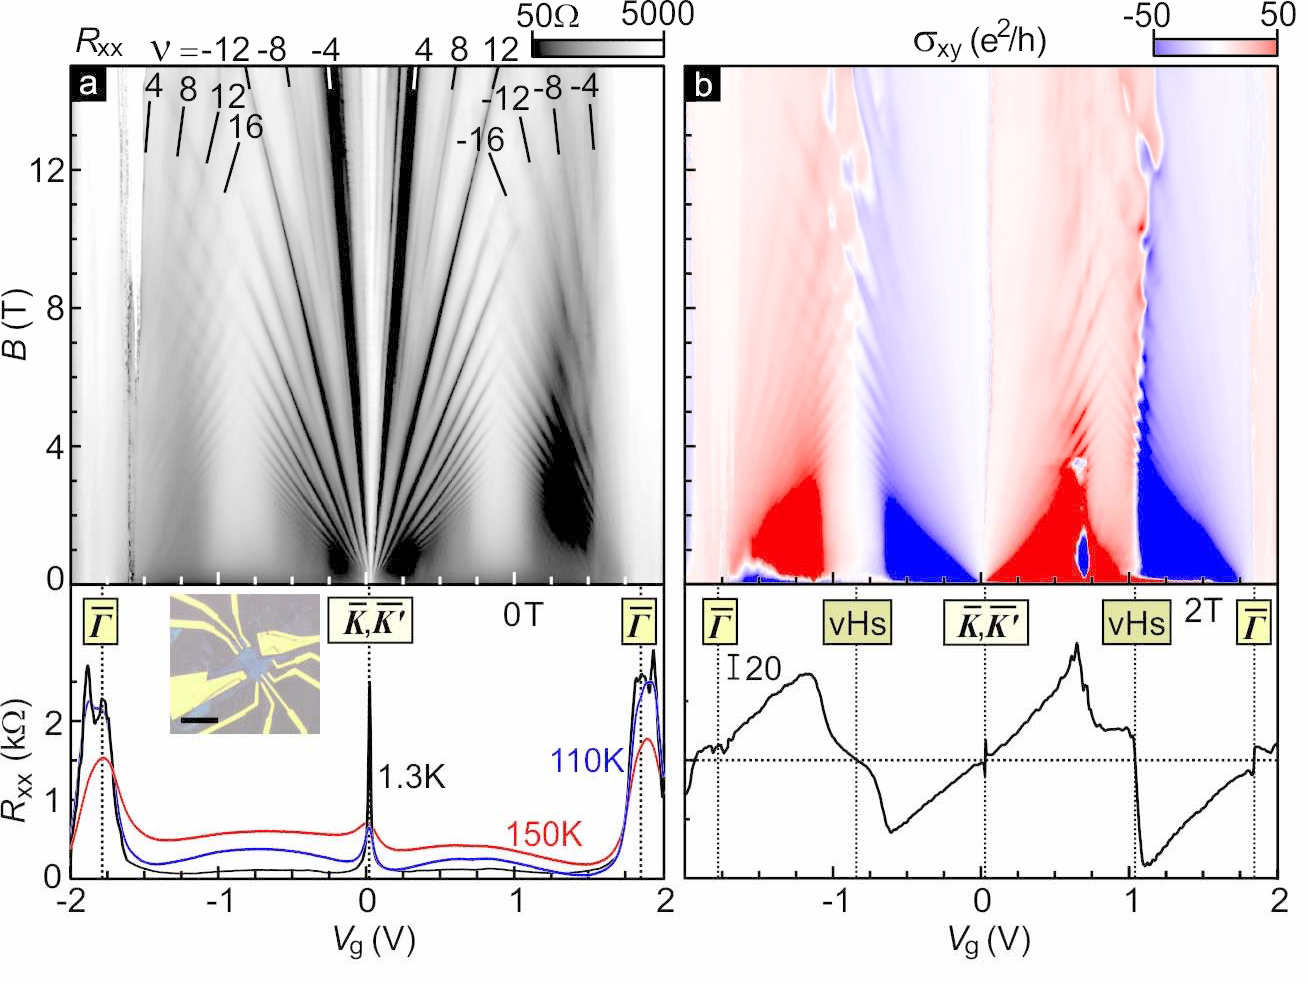 50Ω 5000
Rxx ν = -12 -8 -4 4 8 12
a
4 8 12
16
-12 -8 -4
-16
12
8
4
0
B (T)
Γ̅
K̅,K̅'
0T
Γ̅
2
1
0
Rxx (kΩ)
1.3K
110K
150K
-2 -1 0 1 2
Vg (V)
σxy (e²/h)
-50 50
b
Γ̅
vHs
K̅,K̅'
vHs
2T
Γ̅
20
-1 0 1 2
Vg (V)